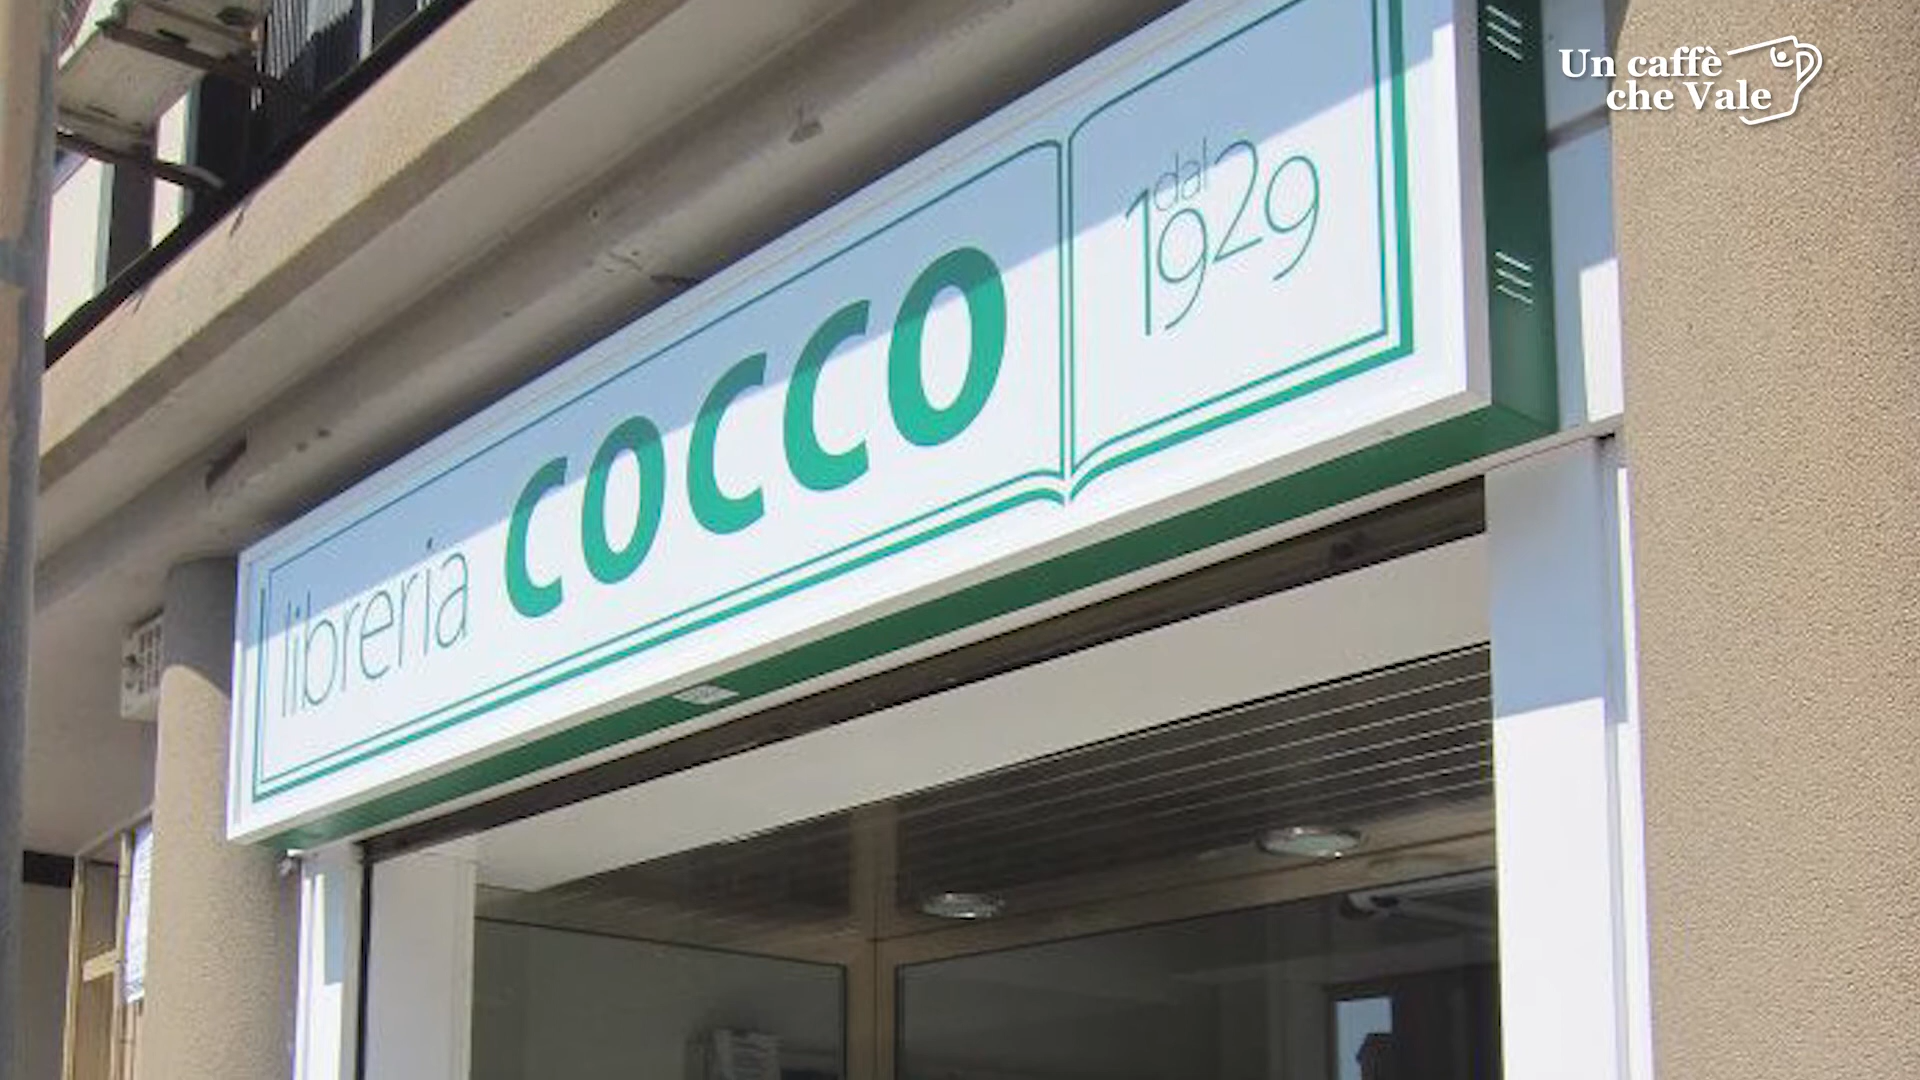 Un caffè
che Vale
libreria COCCO
dal
1929